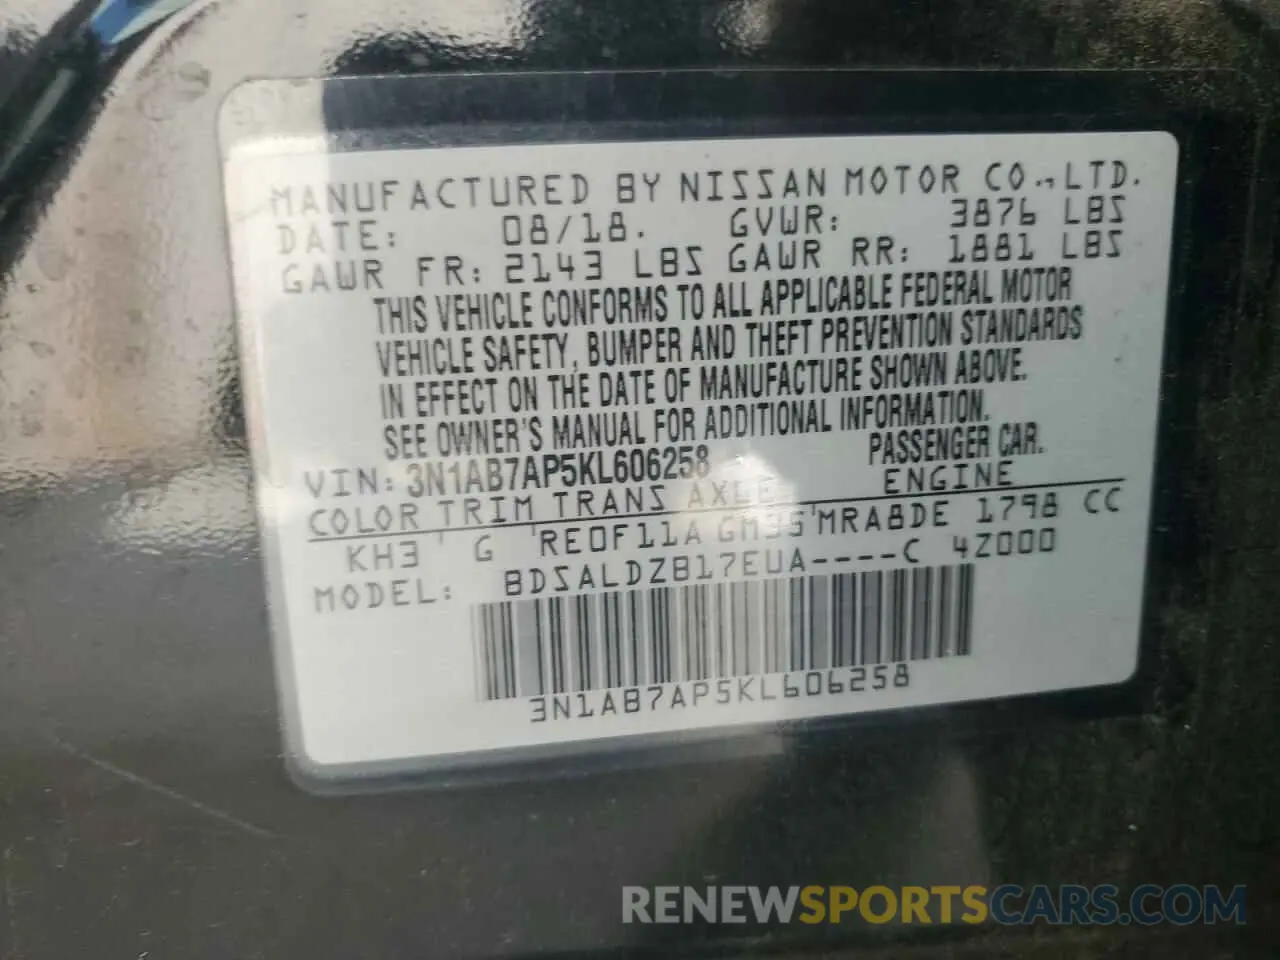 MANUFACTURED BY NISSAN MOTOR CO.,LTD.
DATE: 08/18. GVWR: 3876 LBS
GAWR FR: 2143 LBS GAWR RR: 1881 LBS
THIS VEHICLE CONFORMS TO ALL APPLICABLE FEDERAL MOTOR
VEHICLE SAFETY, BUMPER AND THEFT PREVENTION STANDARDS
IN EFFECT ON THE DATE OF MANUFACTURE SHOWN ABOVE.
SEE OWNER'S MANUAL FOR ADDITIONAL INFORMATION.
VIN: 3N1AB7AP5KL606258 PASSENGER CAR.
COLOR TRIM TRANS AXLE ENGINE
KH3 ' G 'RE0F11A GM35'MRA8DE 1798 CC
MODEL: BDSALDZB17EUA----C 4Z000
3N1AB7AP5KL606258
RENEWSPORTSCARS.COM